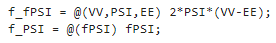 f_fPSI = @(VV,PSI,EE) 2*PSI*(VV-EE);
f_PSI = @(fPSI) fPSI;